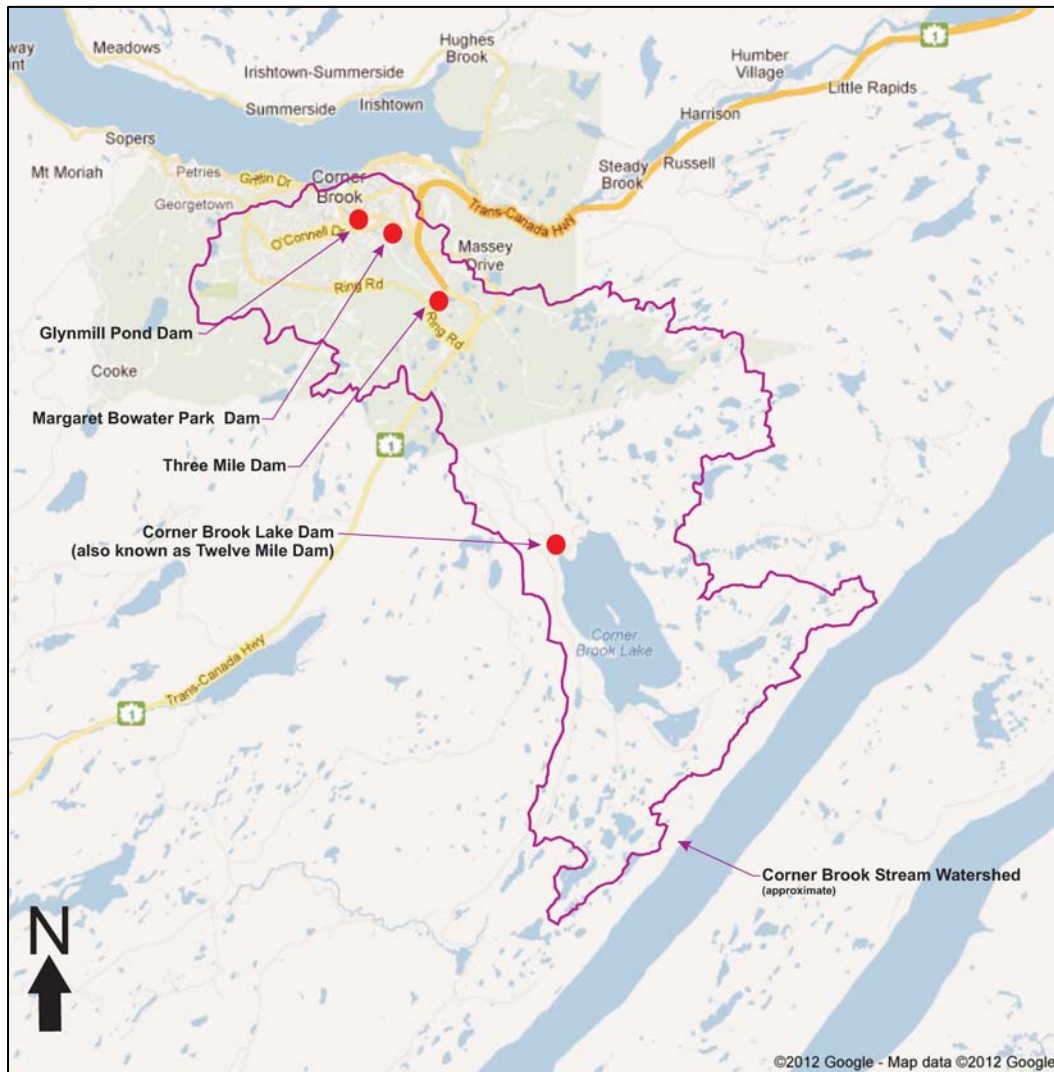 Hughes
Brook
Meadows
way
Irishtown-Summerside
Humber
Village
1
Little Rapids
Summerside
Irishtown
Harrison
Sopers
Steady
Brook
Russell
Mt Moriah
Petries
Griffin Dr
Corner
Brook
Georgetown
Trans-Canada Hwy
O'Connell Dr
Massey
Drive
Ring Rd
Ring Rd
Glynmill Pond Dam
Cooke
Margaret Bowater Park Dam
1
Three Mile Dam
Corner Brook Lake Dam
(also known as Twelve Mile Dam)
Corner
Brook Lake
Trans-Canada Hwy
1
Corner Brook Stream Watershed
(approximate)
N
©2012 Google - Map data ©2012 Google